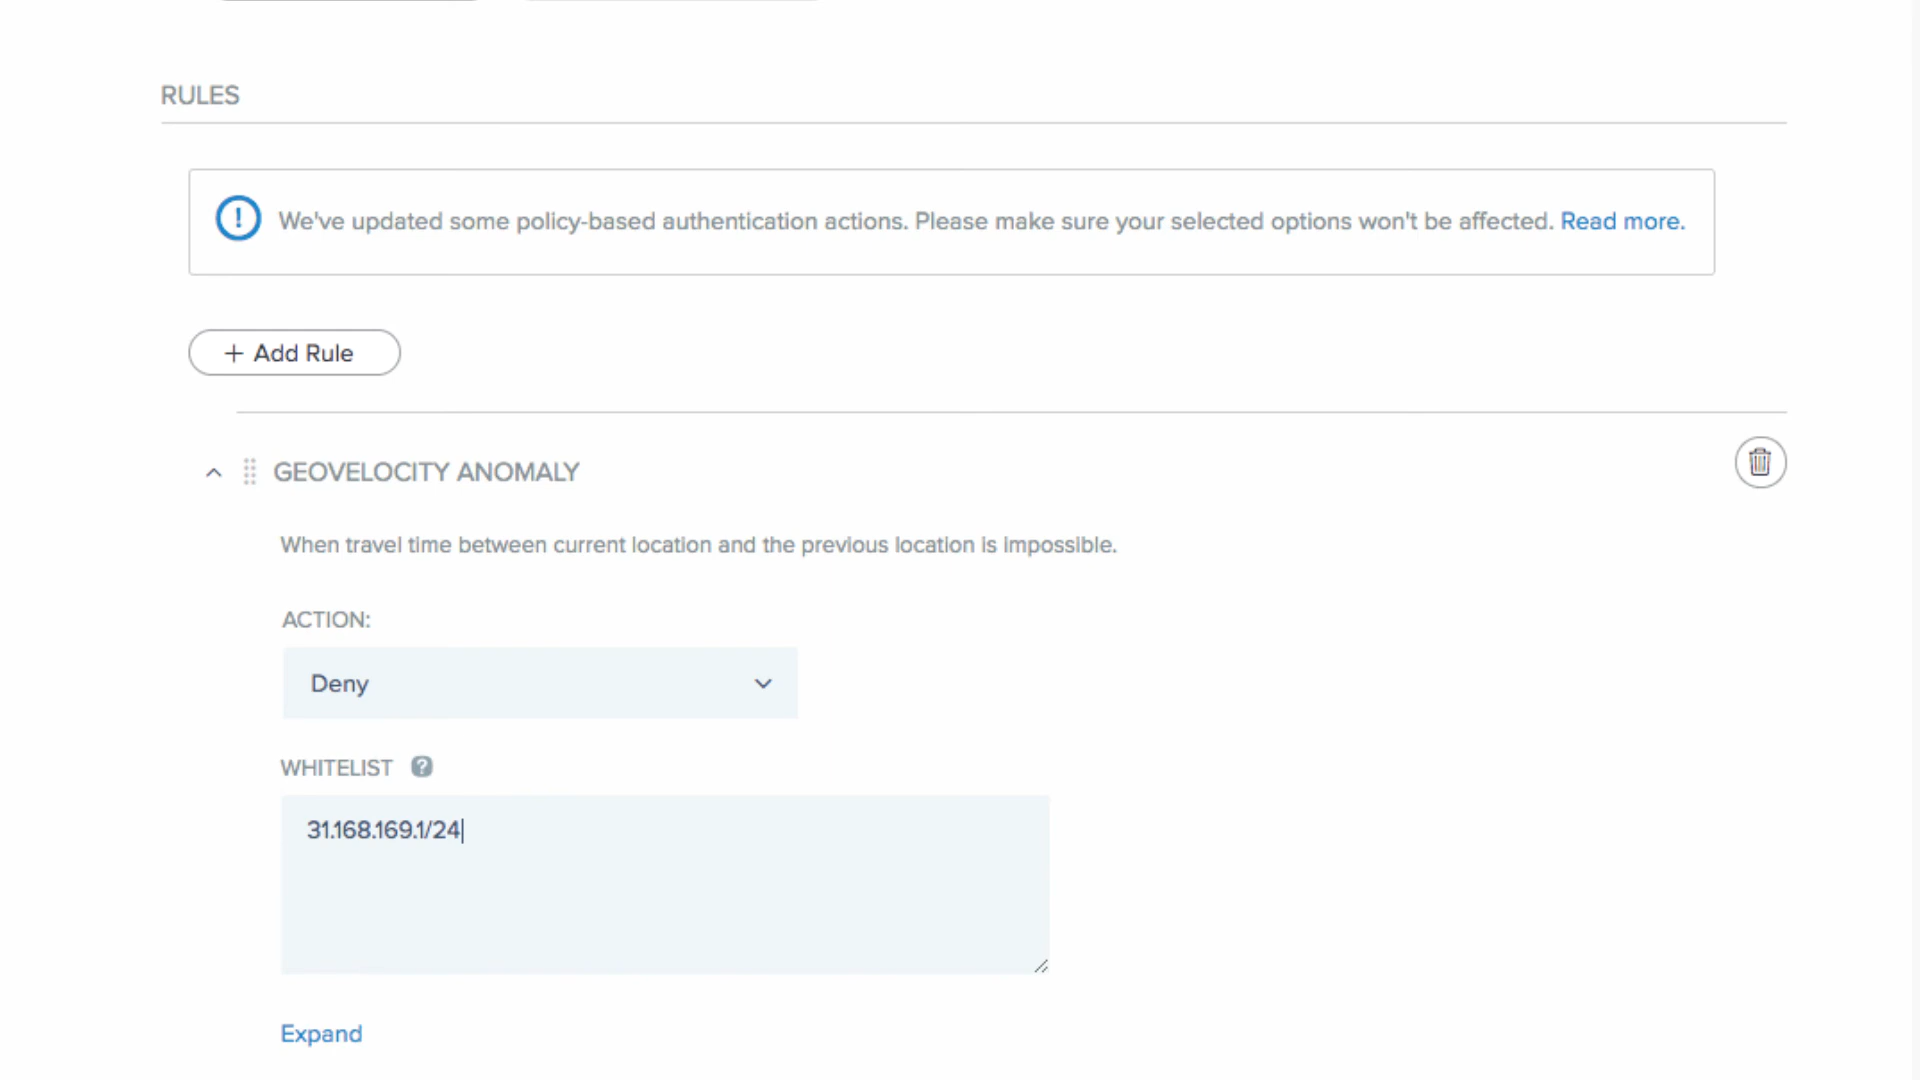 RULES
We've updated some policy-based authentication actions. Please make sure your selected options won't be affected. Read more.
+ Add Rule
GEOVELOCITY ANOMALY
When travel time between current location and the previous location is impossible.
ACTION:
Deny
WHITELIST ?
31.168.169.1/24
Expand